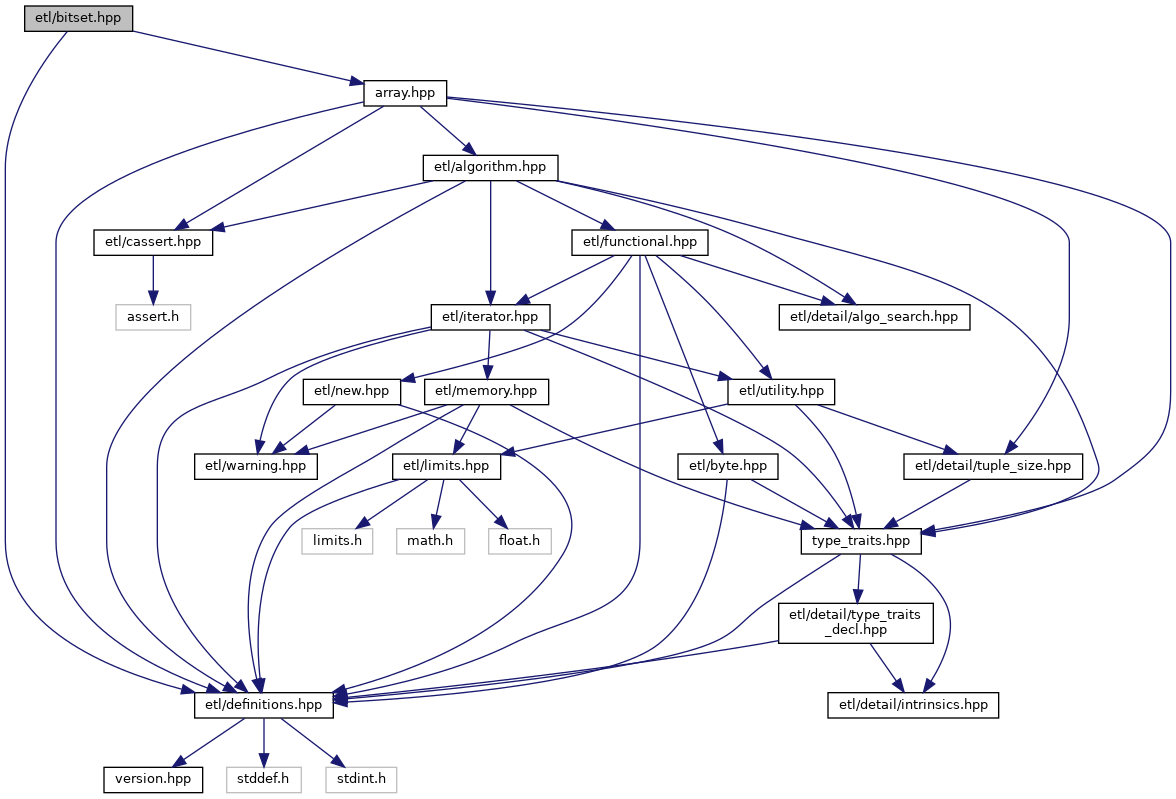 etl/bitset.hpp
array.hpp
etl/algorithm.hpp
etl/cassert.hpp
etl/functional.hpp
assert.h
etl/iterator.hpp
etl/detail/algo_search.hpp
etl/new.hpp
etl/memory.hpp
etl/utility.hpp
etl/warning.hpp
etl/limits.hpp
etl/byte.hpp
etl/detail/tuple_size.hpp
limits.h
math.h
float.h
type_traits.hpp
etl/detail/type_traits
_decl.hpp
etl/definitions.hpp
etl/detail/intrinsics.hpp
version.hpp
stddef.h
stdint.h